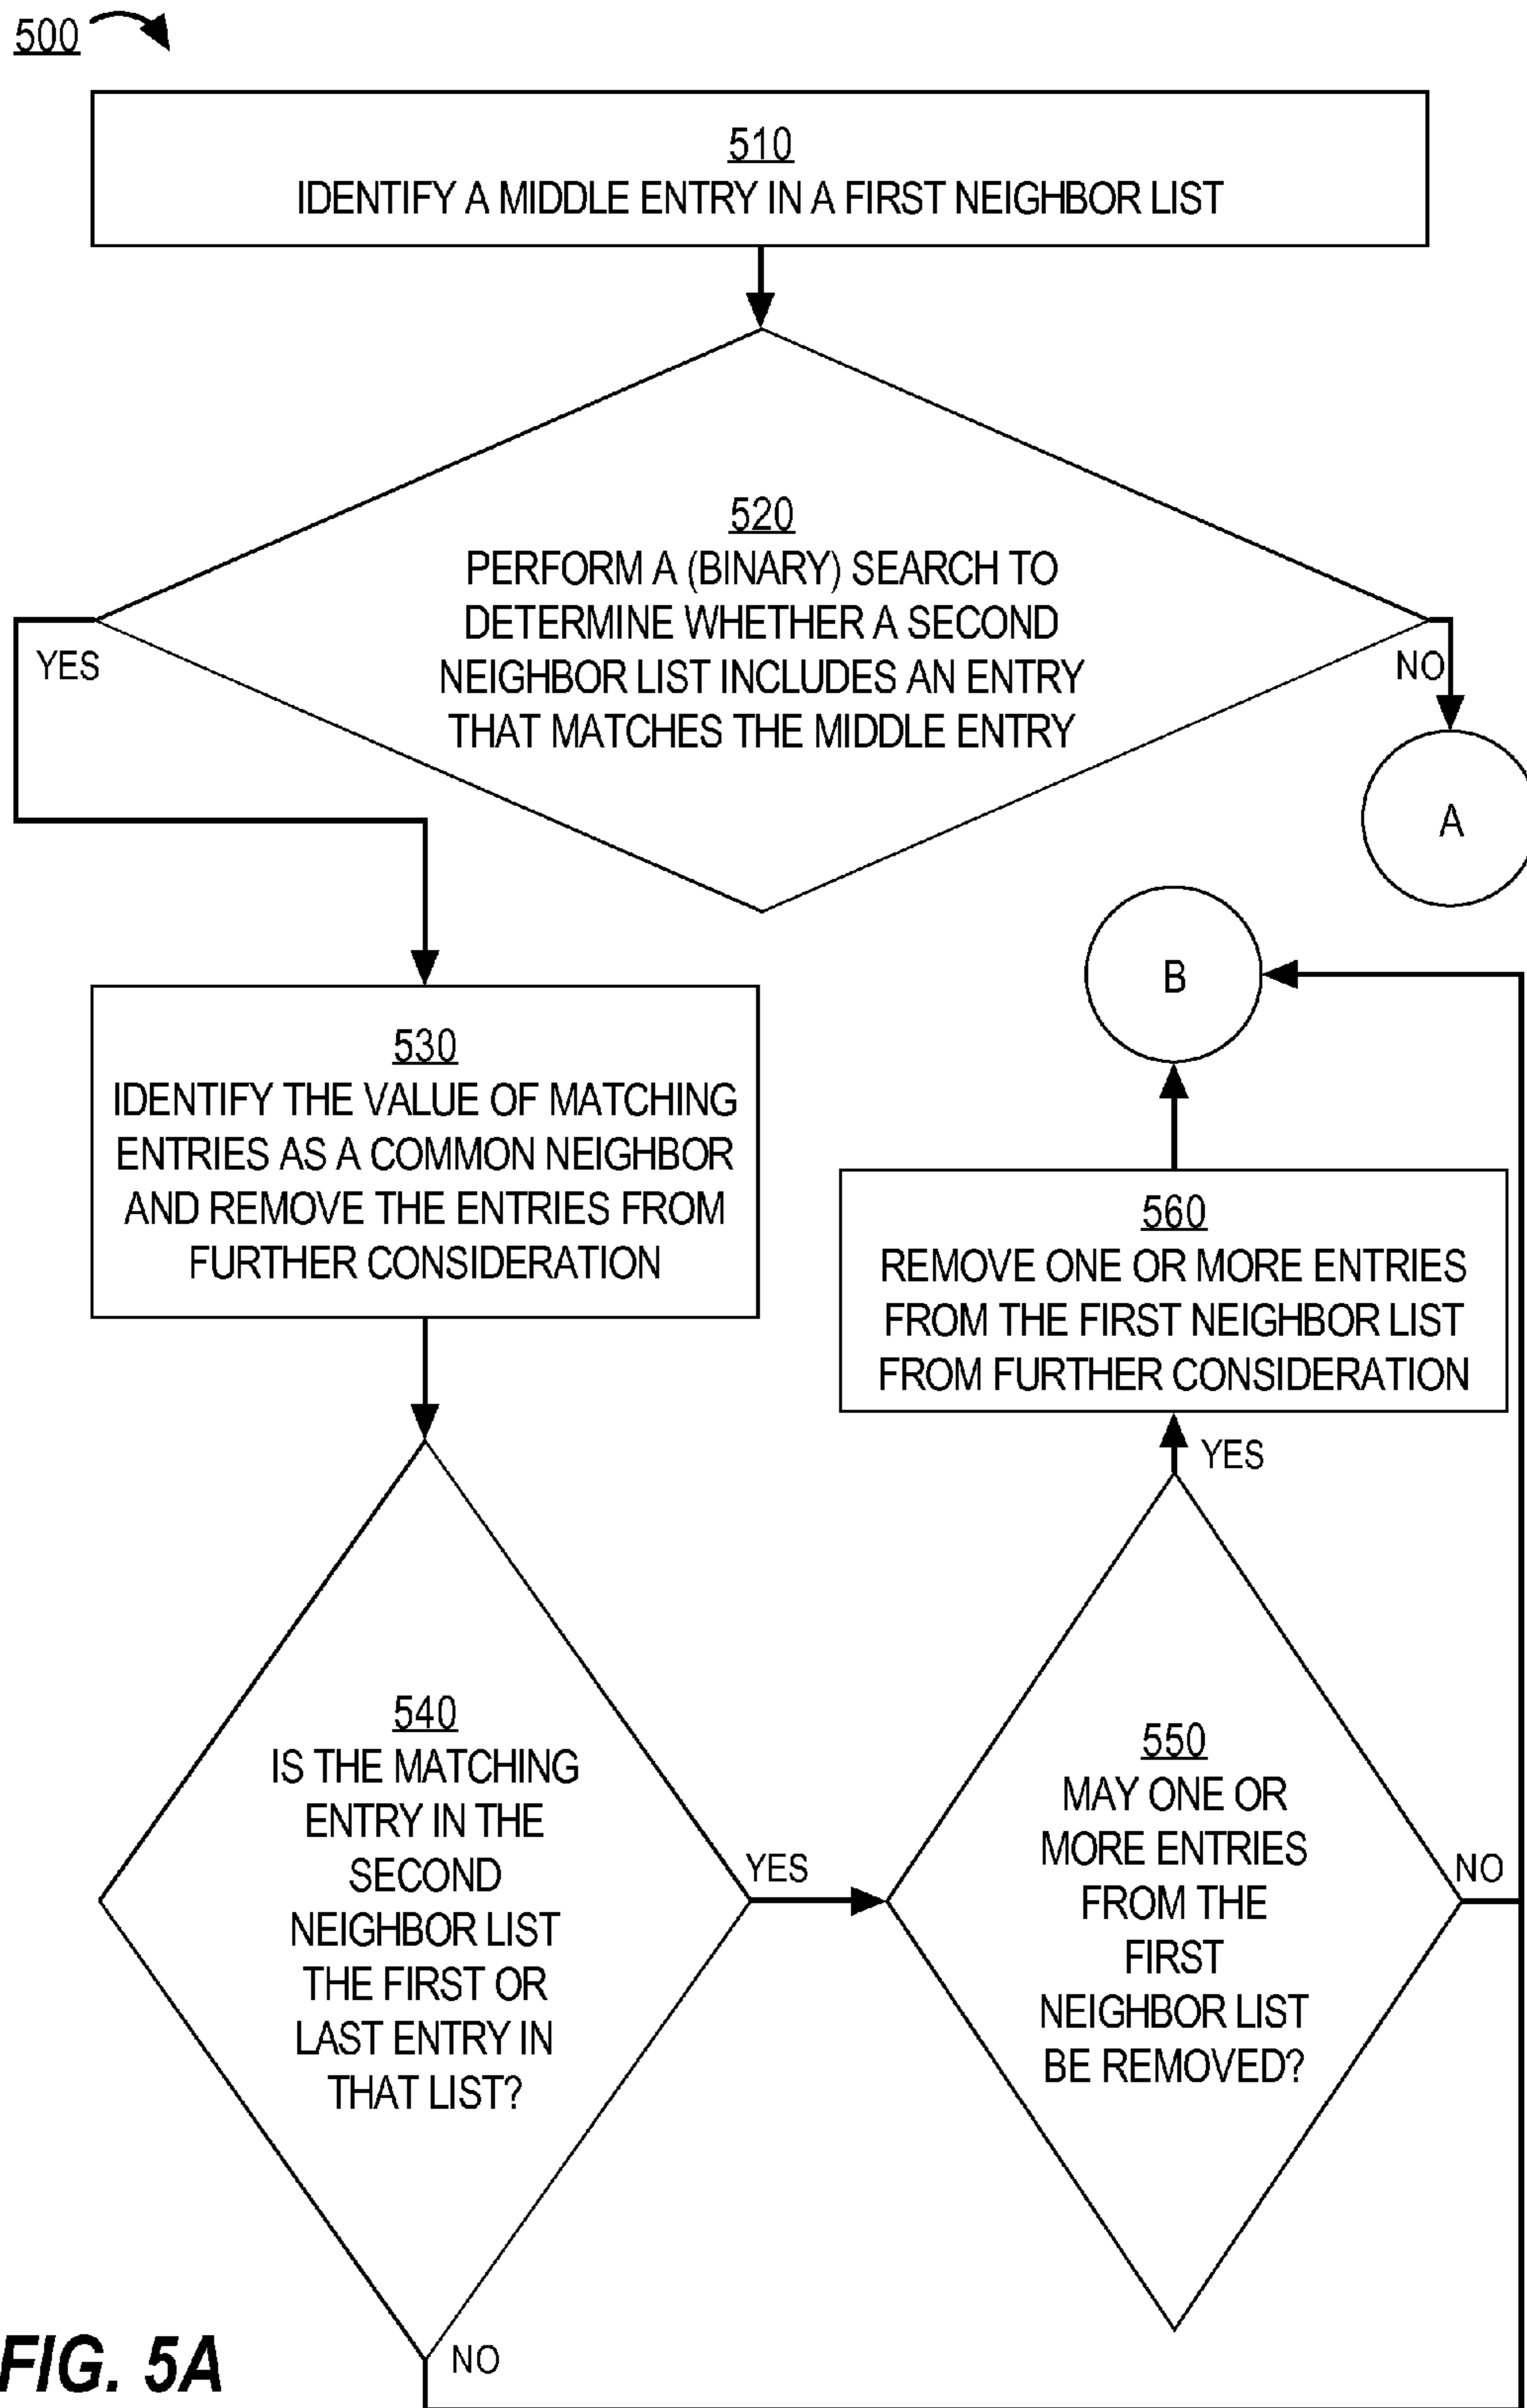 500
510
IDENTIFY A MIDDLE ENTRY IN A FIRST NEIGHBOR LIST
520
PERFORM A (BINARY) SEARCH TO
DETERMINE WHETHER A SECOND
NEIGHBOR LIST INCLUDES AN ENTRY
THAT MATCHES THE MIDDLE ENTRY
YES
NO
A
B
530
IDENTIFY THE VALUE OF MATCHING
ENTRIES AS A COMMON NEIGHBOR
AND REMOVE THE ENTRIES FROM
FURTHER CONSIDERATION
560
REMOVE ONE OR MORE ENTRIES
FROM THE FIRST NEIGHBOR LIST
FROM FURTHER CONSIDERATION
YES
540
IS THE MATCHING
ENTRY IN THE
SECOND
NEIGHBOR LIST
THE FIRST OR
LAST ENTRY IN
THAT LIST?
YES
550
MAY ONE OR
MORE ENTRIES
FROM THE
FIRST
NEIGHBOR LIST
BE REMOVED?
NO
NO
FIG. 5A